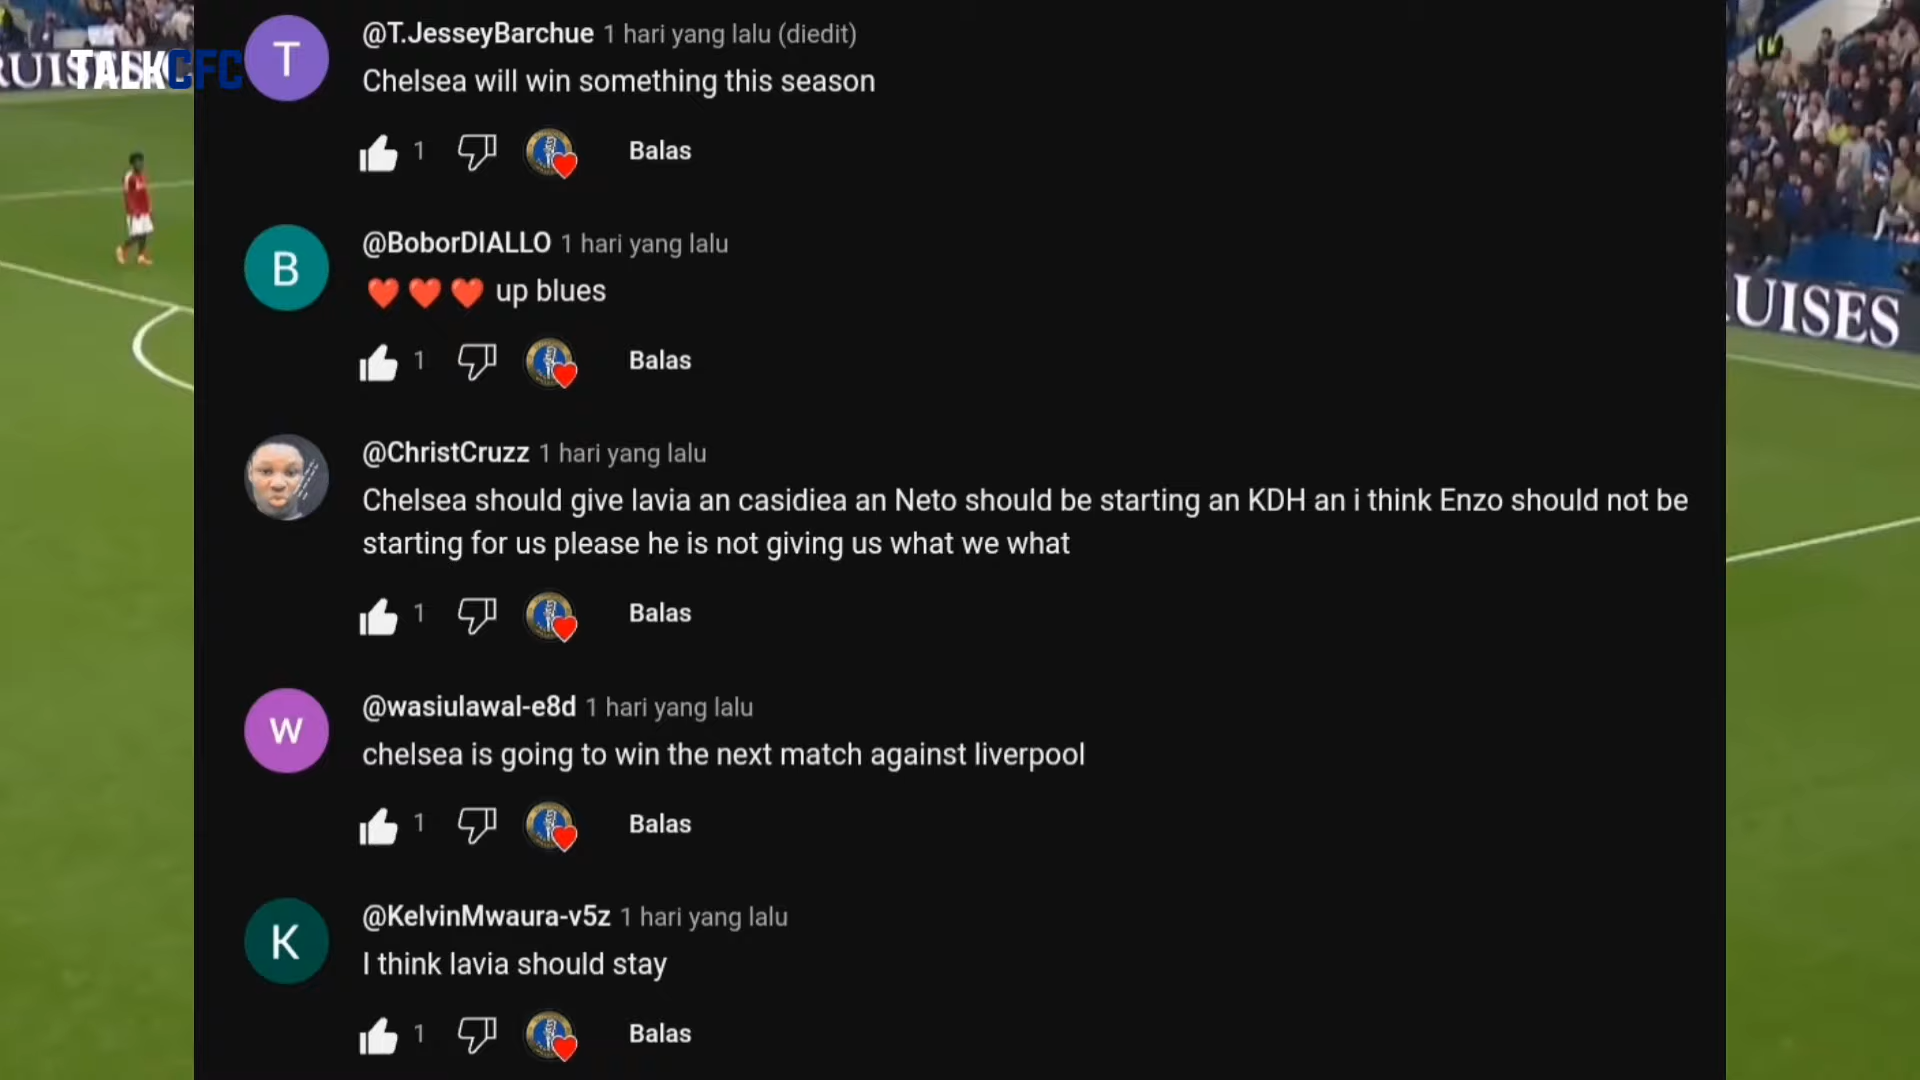 TALKCFC
T
@T.JesseyBarchue 1 hari yang lalu (diedit)
Chelsea will win something this season
1 Balas
B
@BoborDIALLO 1 hari yang lalu
❤️ ❤️ ❤️ up blues
1 Balas
@ChristCruzz 1 hari yang lalu
Chelsea should give lavia an casidiea an Neto should be starting an KDH an i think Enzo should not be
starting for us please he is not giving us what we what
1 Balas
W
@wasiulawal-e8d 1 hari yang lalu
chelsea is going to win the next match against liverpool
1 Balas
K
@KelvinMwaura-v5z 1 hari yang lalu
I think lavia should stay
1 Balas
UISES